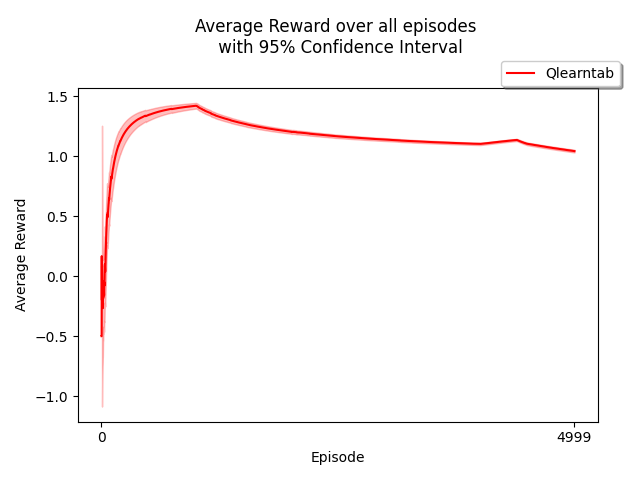 Average Reward over all episodes
with 95% Confidence Interval
Qlearntab
1.5
1.0
0.5
0.0
−0.5
−1.0
Average Reward
0
4999
Episode